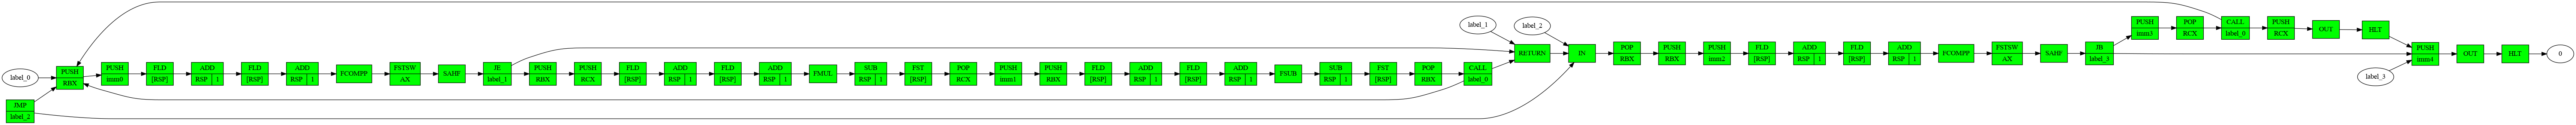 label_0
JMP
label_2
PUSH
RBX
PUSH
imm0
FLD
[RSP]
ADD
RSP 1
FLD
[RSP]
ADD
RSP 1
FCOMPP
FSTSW
AX
SAHF
JE
label_1
PUSH
RBX
PUSH
RCX
FLD
[RSP]
ADD
RSP 1
FLD
[RSP]
ADD
RSP 1
FMUL
SUB
RSP 1
FST
[RSP]
POP
RCX
PUSH
imm1
PUSH
RBX
FLD
[RSP]
ADD
RSP 1
FLD
[RSP]
ADD
RSP 1
FSUB
SUB
RSP 1
FST
[RSP]
POP
RBX
CALL
label_0
label_1
RETURN
label_2
IN
POP
RBX
PUSH
RBX
PUSH
imm2
FLD
[RSP]
ADD
RSP 1
FLD
[RSP]
ADD
RSP 1
FCOMPP
FSTSW
AX
SAHF
JB
label_3
PUSH
imm3
POP
RCX
CALL
label_0
PUSH
RCX
OUT
HLT
label_3
PUSH
imm4
OUT
HLT
0